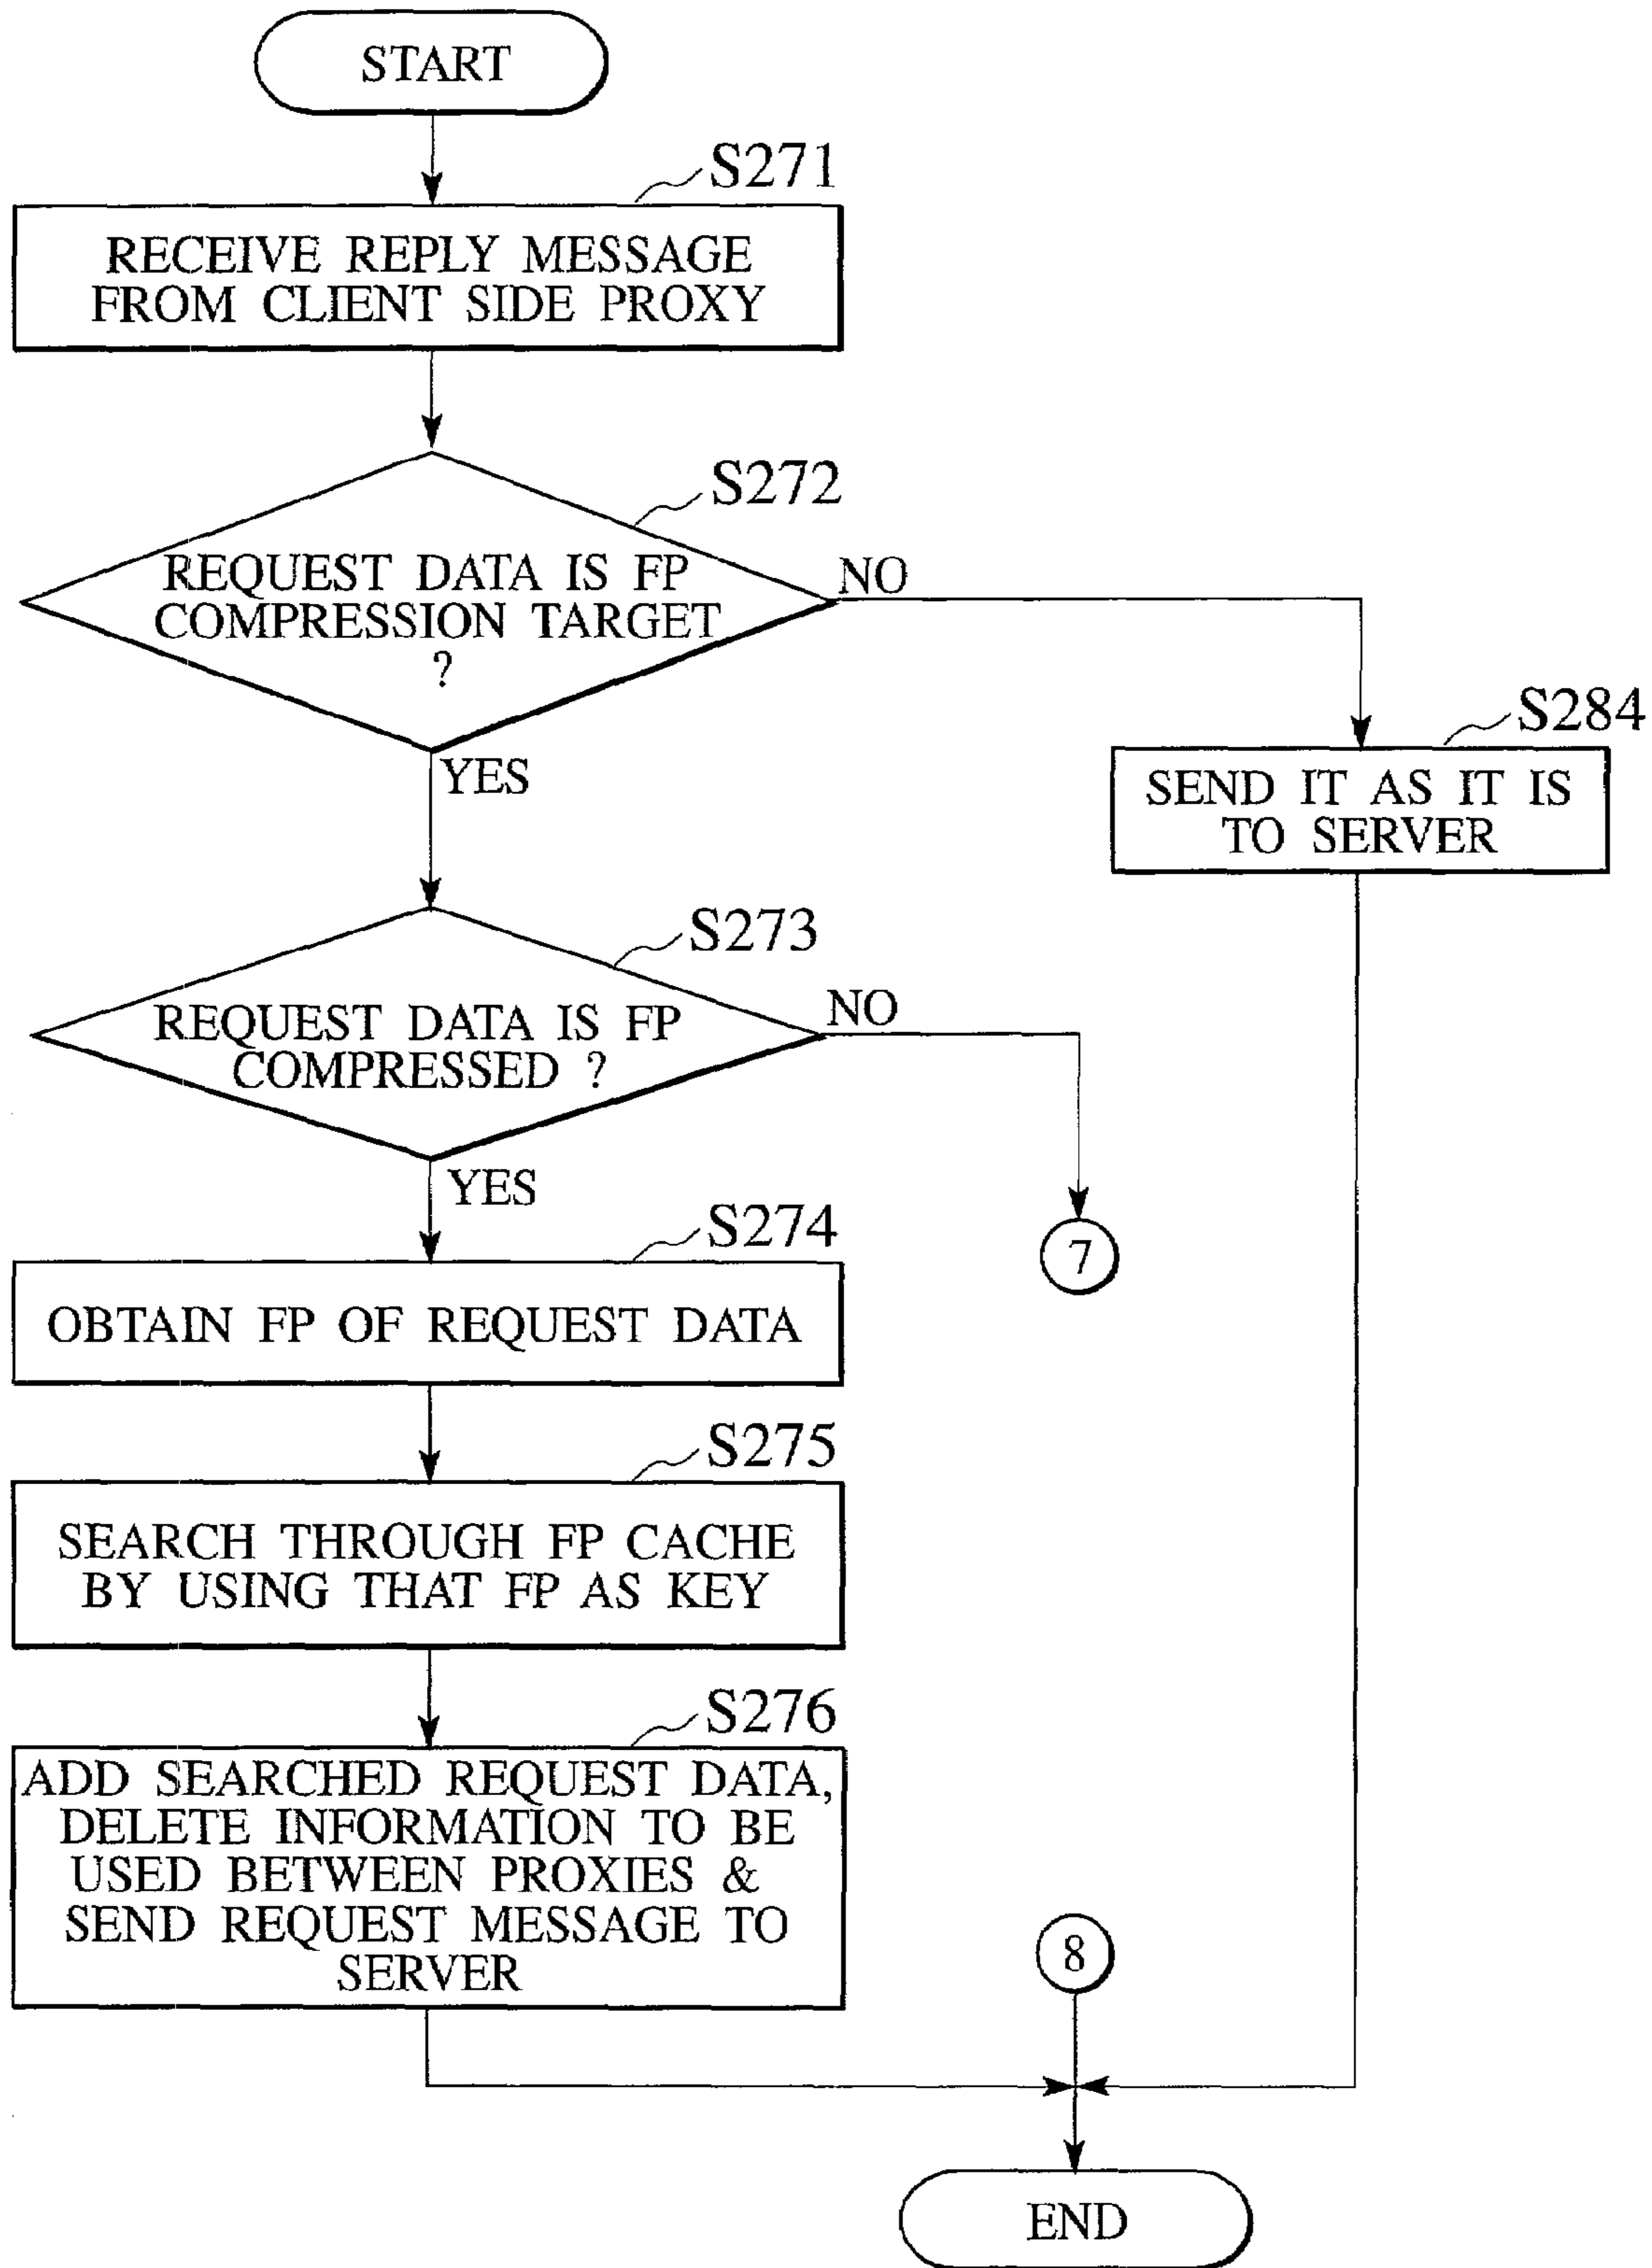 START
S271
RECEIVE REPLY MESSAGE
FROM CLIENT SIDE PROXY
S272
REQUEST DATA IS FP
COMPRESSION TARGET
?
NO
YES
S284
SEND IT AS IT IS
TO SERVER
S273
REQUEST DATA IS FP
COMPRESSED ?
NO
YES
7
S274
OBTAIN FP OF REQUEST DATA
S275
SEARCH THROUGH FP CACHE
BY USING THAT FP AS KEY
S276
ADD SEARCHED REQUEST DATA,
DELETE INFORMATION TO BE
USED BETWEEN PROXIES &
SEND REQUEST MESSAGE TO
SERVER
8
END